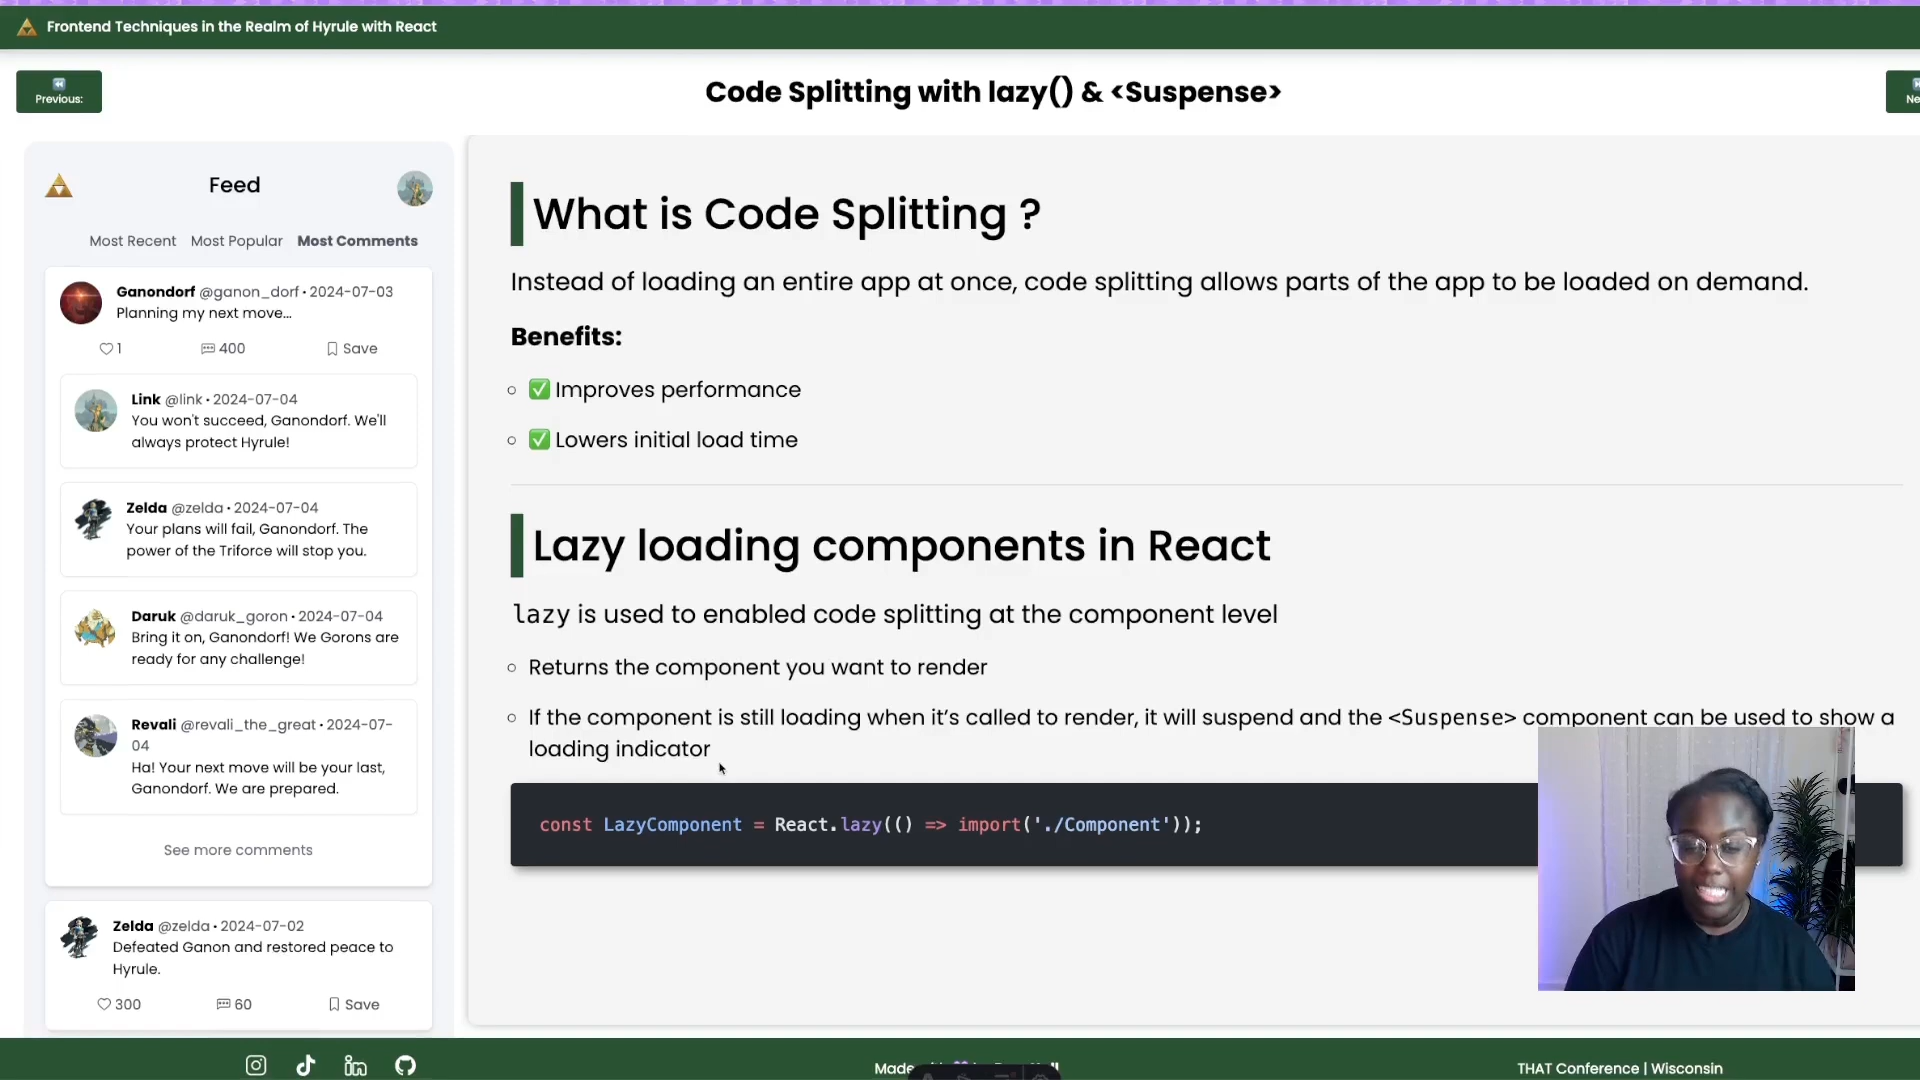 Frontend Techniques in the Realm of Hyrule with React
Previous:
Code Splitting with lazy() & <Suspense>
Feed
Most Recent Most Popular Most Comments
Ganondorf @ganon_dorf • 2024-07-03
Planning my next move...
1 400 Save
Link @link • 2024-07-04
You won't succeed, Ganondorf. We'll
always protect Hyrule!
Zelda @zelda • 2024-07-04
Your plans will fail, Ganondorf. The
power of the Triforce will stop you.
Daruk @daruk_goron • 2024-07-04
Bring it on, Ganondorf! We Gorons are
ready for any challenge!
Revali @revali_the_great • 2024-07-
04
Ha! Your next move will be your last,
Ganondorf. We are prepared.
See more comments
Zelda @zelda • 2024-07-02
Defeated Ganon and restored peace to
Hyrule.
300 60 Save
What is Code Splitting ?
Instead of loading an entire app at once, code splitting allows parts of the app to be loaded on demand.
Benefits:
✅ Improves performance
✅ Lowers initial load time
Lazy loading components in React
lazy is used to enabled code splitting at the component level
Returns the component you want to render
If the component is still loading when it's called to render, it will suspend and the <Suspense> component can be used to show a
loading indicator
const LazyComponent = React.lazy(() => import('./Component'));
THAT Conference | Wisconsin